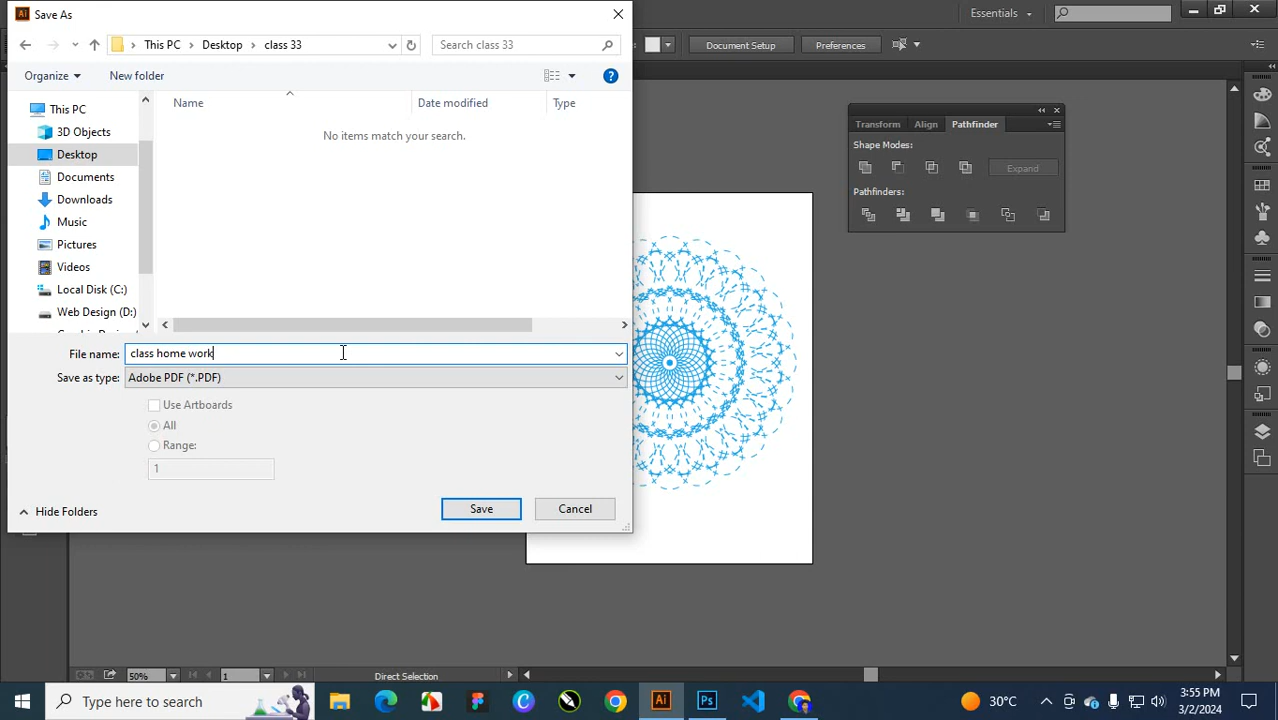 Save As
Essentials
This PC
Desktop
class 33
Search class 33
Document Setup
Preferences
Organize
New folder
Name
Date modified
Type
This PC
3D Objects
Desktop
Documents
Downloads
Music
Pictures
Videos
Local Disk (C:)
Web Design (D:)
No items match your search.
Transform
Align
Pathfinder
Shape Modes:
Expand
Pathfinders:
File name:
class home work
Save as type:
Adobe PDF (*.PDF)
Use Artboards
All
Range:
1
Hide Folders
Save
Cancel
50%
1
Direct Selection
Type here to search
Ai
Ps
30°C
3:55 PM
3/2/2024